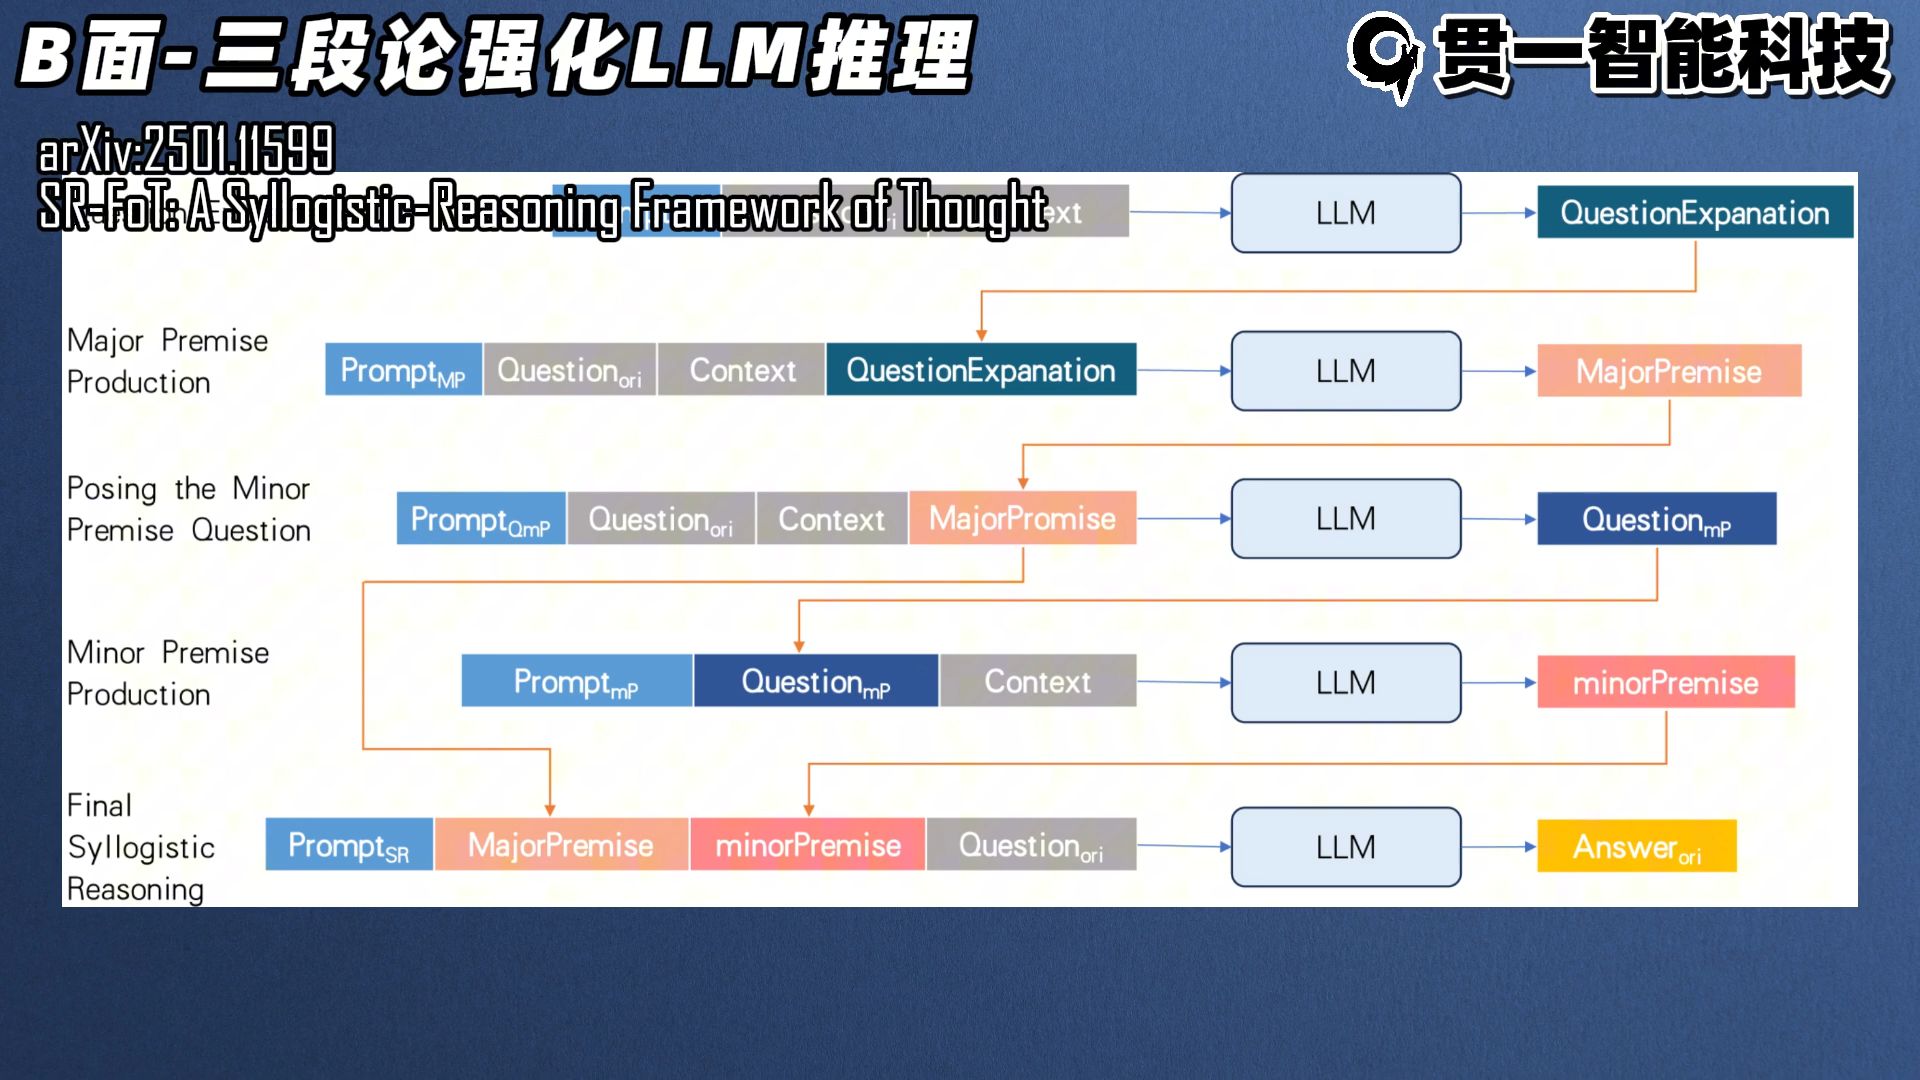 B面-三段论强化LLM推理
贯一智能科技
arXiv:2501.11599
SR-FoT: A Syllogistic-Reasoning Framework of Thought
LLM
QuestionExpanation
Major Premise
Production
PromptMP Questionori Context QuestionExpanation
LLM
MajorPremise
Posing the Minor
Premise Question
PromptQmP Questionori Context MajorPromise
LLM
QuestionmP
Minor Premise
Production
PromptmP QuestionmP Context
LLM
minorPremise
Final
Syllogistic
Reasoning
PromptSR MajorPremise minorPremise Questionori
LLM
Answerori